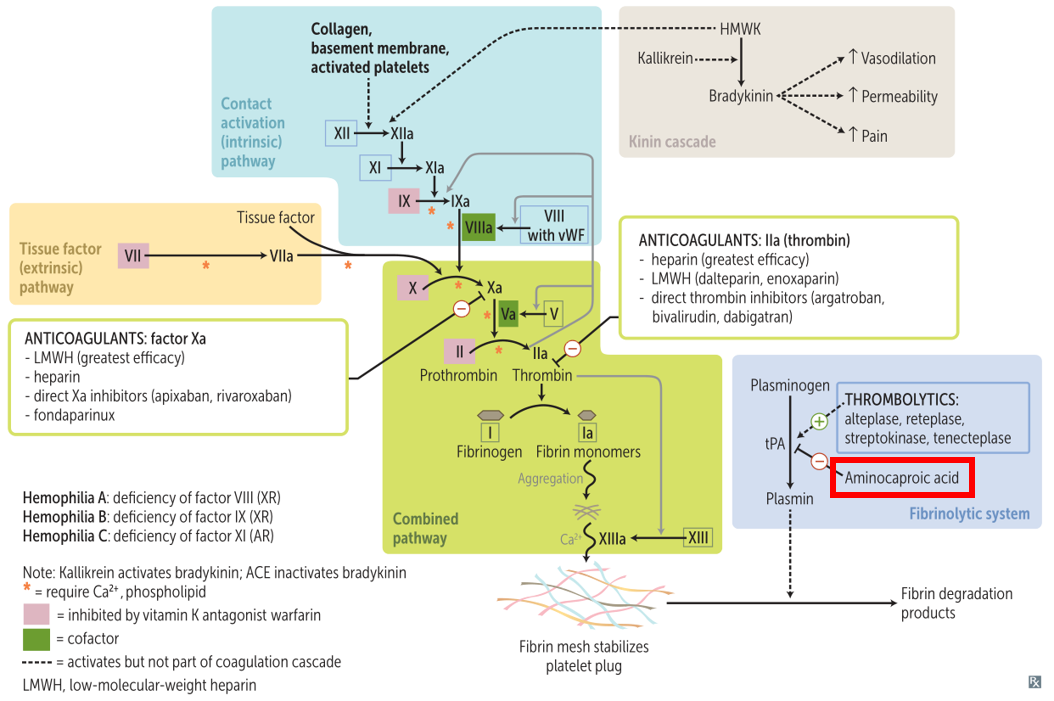 Collagen,
basement membrane,
activated platelets
HMWK
Kallikrein
Bradykinin
↑ Vasodilation
↑ Permeability
↑ Pain
Kinin cascade
Contact
activation
(intrinsic)
pathway
XII
XIIa
XI
XIa
IX
IXa
*
*
VIIIa
VIII
with vWF
Tissue factor
Tissue factor
(extrinsic)
pathway
VII
*
VIIa
*
X
*
Xa
−
*
Va
V
II
*
IIa
−
Prothrombin
Thrombin
ANTICOAGULANTS: IIa (thrombin)
- heparin (greatest efficacy)
- LMWH (dalteparin, enoxaparin)
- direct thrombin inhibitors (argatroban,
bivalirudin, dabigatran)
ANTICOAGULANTS: factor Xa
- LMWH (greatest efficacy)
- heparin
- direct Xa inhibitors (apixaban, rivaroxaban)
- fondaparinux
I
Ia
Fibrinogen
Fibrin monomers
Aggregation
Combined
pathway
Ca2+
XIIIa
XIII
Plasminogen
THROMBOLYTICS:
alteplase, reteplase,
streptokinase, tenecteplase
+
tPA
−
Aminocaproic acid
Plasmin
Fibrinolytic system
Hemophilia A: deficiency of factor VIII (XR)
Hemophilia B: deficiency of factor IX (XR)
Hemophilia C: deficiency of factor XI (AR)
Note: Kallikrein activates bradykinin; ACE inactivates bradykinin
* = require Ca2+, phospholipid
= inhibited by vitamin K antagonist warfarin
= cofactor
= activates but not part of coagulation cascade
LMWH, low-molecular-weight heparin
Fibrin mesh stabilizes
platelet plug
Fibrin degradation
products
Rx